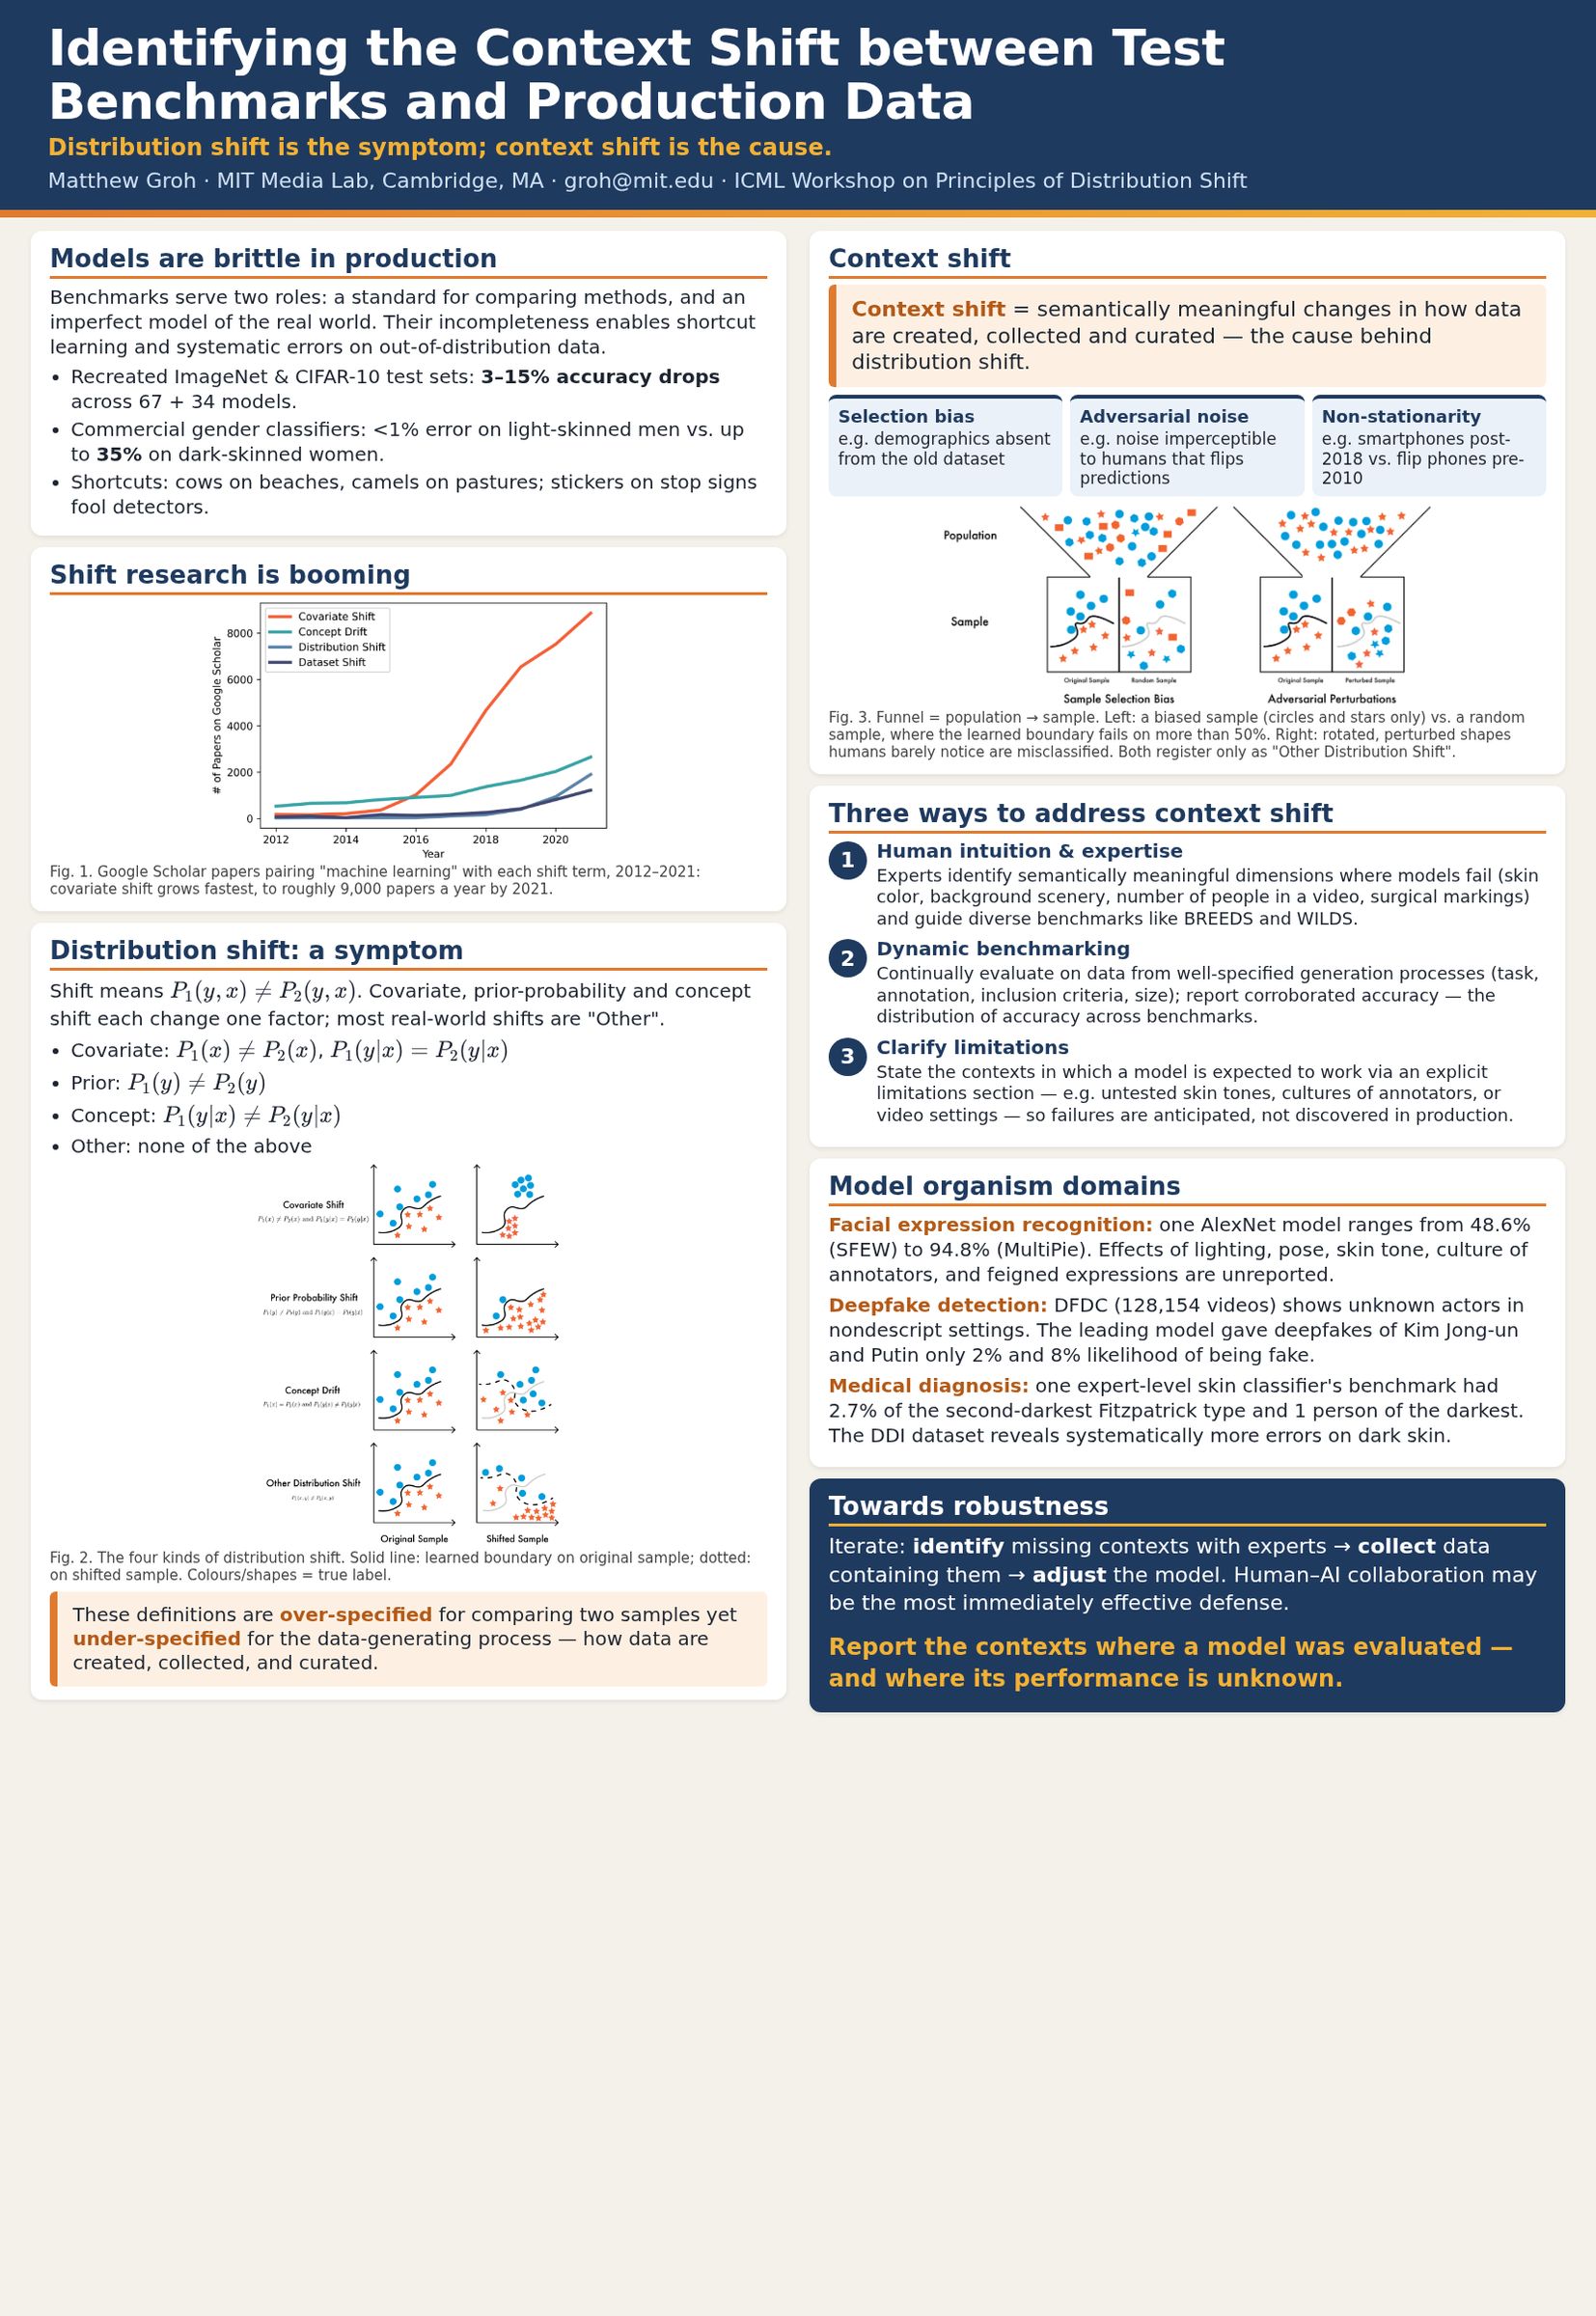 Identifying the Context Shift between Test
Benchmarks and Production Data
Distribution shift is the symptom; context shift is the cause.
Matthew Groh · MIT Media Lab, Cambridge, MA · groh@mit.edu · ICML Workshop on Principles of Distribution Shift
Models are brittle in production
Benchmarks serve two roles: a standard for comparing methods, and an
imperfect model of the real world. Their incompleteness enables shortcut
learning and systematic errors on out-of-distribution data.
• Recreated ImageNet & CIFAR-10 test sets: 3–15% accuracy drops
across 67 + 34 models.
• Commercial gender classifiers: <1% error on light-skinned men vs. up
to 35% on dark-skinned women.
• Shortcuts: cows on beaches, camels on pastures; stickers on stop signs
fool detectors.
Shift research is booming
Covariate Shift
Concept Drift
Distribution Shift
Dataset Shift
# of Papers on Google Scholar
8000
6000
4000
2000
0
2012 2014 2016 2018 2020
Year
Fig. 1. Google Scholar papers pairing "machine learning" with each shift term, 2012–2021:
covariate shift grows fastest, to roughly 9,000 papers a year by 2021.
Distribution shift: a symptom
Shift means P₁(y, x) ≠ P₂(y, x). Covariate, prior-probability and concept
shift each change one factor; most real-world shifts are "Other".
• Covariate: P₁(x) ≠ P₂(x), P₁(y|x) = P₂(y|x)
• Prior: P₁(y) ≠ P₂(y)
• Concept: P₁(y|x) ≠ P₂(y|x)
• Other: none of the above
Covariate Shift
P₁(x) ≠ P₂(x) and P₁(y|x) = P₂(y|x)
Prior Probability Shift
Concept Drift
Other Distribution Shift
Original Sample Shifted Sample
Fig. 2. The four kinds of distribution shift. Solid line: learned boundary on original sample; dotted:
on shifted sample. Colours/shapes = true label.
These definitions are over-specified for comparing two samples yet
under-specified for the data-generating process — how data are
created, collected, and curated.
Context shift
Context shift = semantically meaningful changes in how data
are created, collected and curated — the cause behind
distribution shift.
Selection bias
e.g. demographics absent
from the old dataset
Adversarial noise
e.g. noise imperceptible
to humans that flips
predictions
Non-stationarity
e.g. smartphones post-
2018 vs. flip phones pre-
2010
Population
Sample
Original Sample Random Sample
Original Sample Perturbed Sample
Sample Selection Bias
Adversarial Perturbations
Fig. 3. Funnel = population → sample. Left: a biased sample (circles and stars only) vs. a random
sample, where the learned boundary fails on more than 50%. Right: rotated, perturbed shapes
humans barely notice are misclassified. Both register only as "Other Distribution Shift".
Three ways to address context shift
1 Human intuition & expertise
Experts identify semantically meaningful dimensions where models fail (skin
color, background scenery, number of people in a video, surgical markings)
and guide diverse benchmarks like BREEDS and WILDS.
2 Dynamic benchmarking
Continually evaluate on data from well-specified generation processes (task,
annotation, inclusion criteria, size); report corroborated accuracy — the
distribution of accuracy across benchmarks.
3 Clarify limitations
State the contexts in which a model is expected to work via an explicit
limitations section — e.g. untested skin tones, cultures of annotators, or
video settings — so failures are anticipated, not discovered in production.
Model organism domains
Facial expression recognition: one AlexNet model ranges from 48.6%
(SFEW) to 94.8% (MultiPie). Effects of lighting, pose, skin tone, culture of
annotators, and feigned expressions are unreported.
Deepfake detection: DFDC (128,154 videos) shows unknown actors in
nondescript settings. The leading model gave deepfakes of Kim Jong-un
and Putin only 2% and 8% likelihood of being fake.
Medical diagnosis: one expert-level skin classifier's benchmark had
2.7% of the second-darkest Fitzpatrick type and 1 person of the darkest.
The DDI dataset reveals systematically more errors on dark skin.
Towards robustness
Iterate: identify missing contexts with experts → collect data
containing them → adjust the model. Human–AI collaboration may
be the most immediately effective defense.
Report the contexts where a model was evaluated —
and where its performance is unknown.